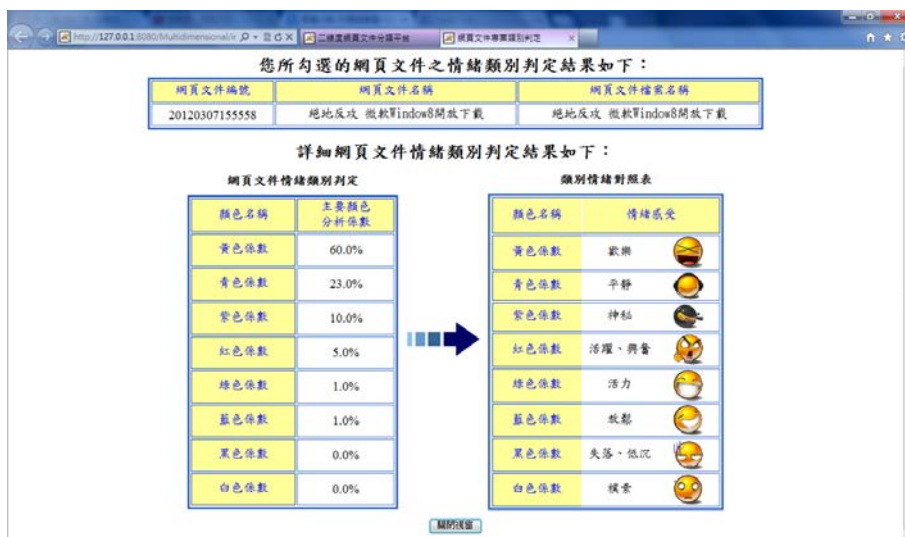 http://127.0.0.1:8080/Multidimensional/ir
二維度網頁文件分類平台
網頁文件專業類別判定
您所勾選的網頁文件之情緒類別判定結果如下：
網頁文件編號 網頁文件名稱 網頁文件檔案名稱
20120307155558 絕地反攻 微軟Window8開放下載 絕地反攻 微軟Window8開放下載
詳細網頁文件情緒類別判定結果如下：
網頁文件情緒類別判定
顏色名稱 主要顏色
分析係數
黃色係數 60.0%
青色係數 23.0%
紫色係數 10.0%
紅色係數 5.0%
綠色係數 1.0%
藍色係數 1.0%
黑色係數 0.0%
白色係數 0.0%
類別情緒對照表
顏色名稱 情緒感受
黃色係數 歡樂
青色係數 平靜
紫色係數 神秘
紅色係數 活躍、興奮
綠色係數 活力
藍色係數 放鬆
黑色係數 失落、低沉
白色係數 樸素
關閉視窗